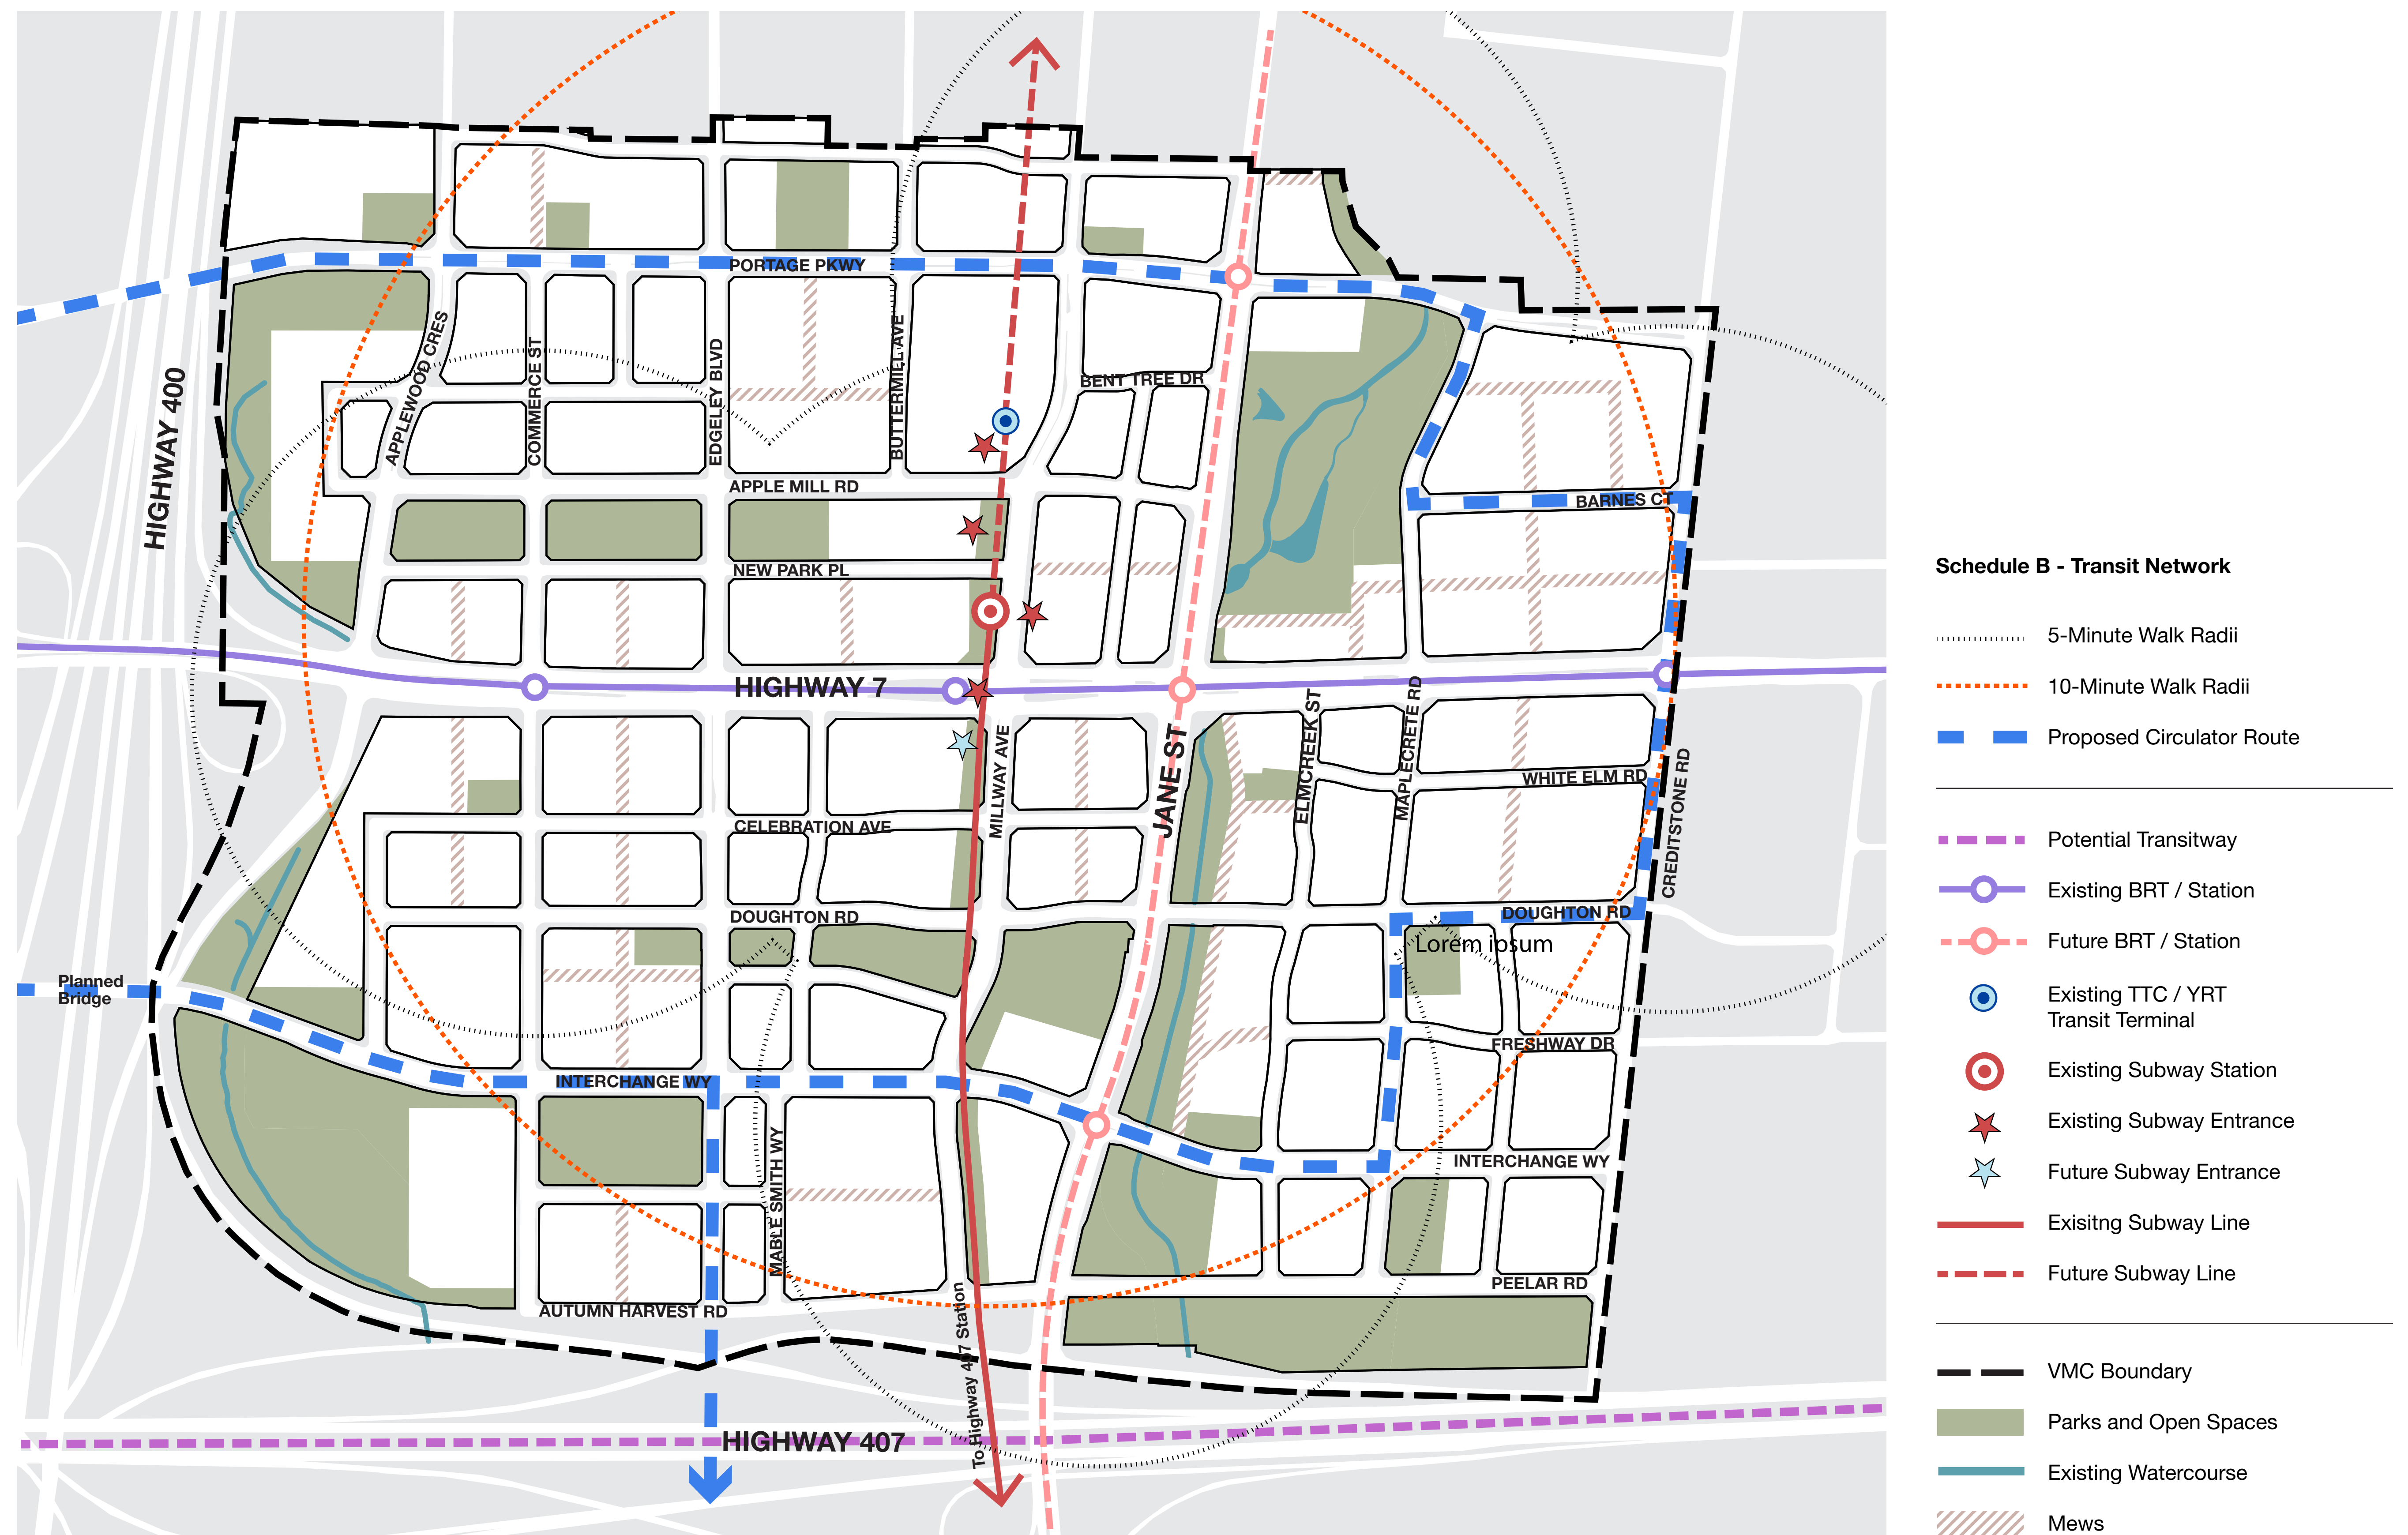 PORTAGE PKWY
HIGHWAY 400
APPLEWOOD CRES
COMMERCE ST
EDGELEY BLVD
BUTTERMILL AVE
BENT TREE DR
APPLE MILL RD
BARNES CT
NEW PARK PL
HIGHWAY 7
MILLWAY AVE
JANE ST
ELMCREEK ST
MAPLECRETE RD
WHITE ELM RD
CREDITSTONE RD
CELEBRATION AVE
DOUGHTON RD
DOUGHTON RD
Lorem ipsum
Planned
Bridge
FRESHWAY DR
INTERCHANGE WY
INTERCHANGE WY
MABLE SMITH WY
PEELAR RD
AUTUMN HARVEST RD
To Highway 407 Station
HIGHWAY 407
Schedule B - Transit Network
5-Minute Walk Radii
10-Minute Walk Radii
Proposed Circulator Route
Potential Transitway
Existing BRT / Station
Future BRT / Station
Existing TTC / YRT
Transit Terminal
Existing Subway Station
Existing Subway Entrance
Future Subway Entrance
Exisitng Subway Line
Future Subway Line
VMC Boundary
Parks and Open Spaces
Existing Watercourse
Mews